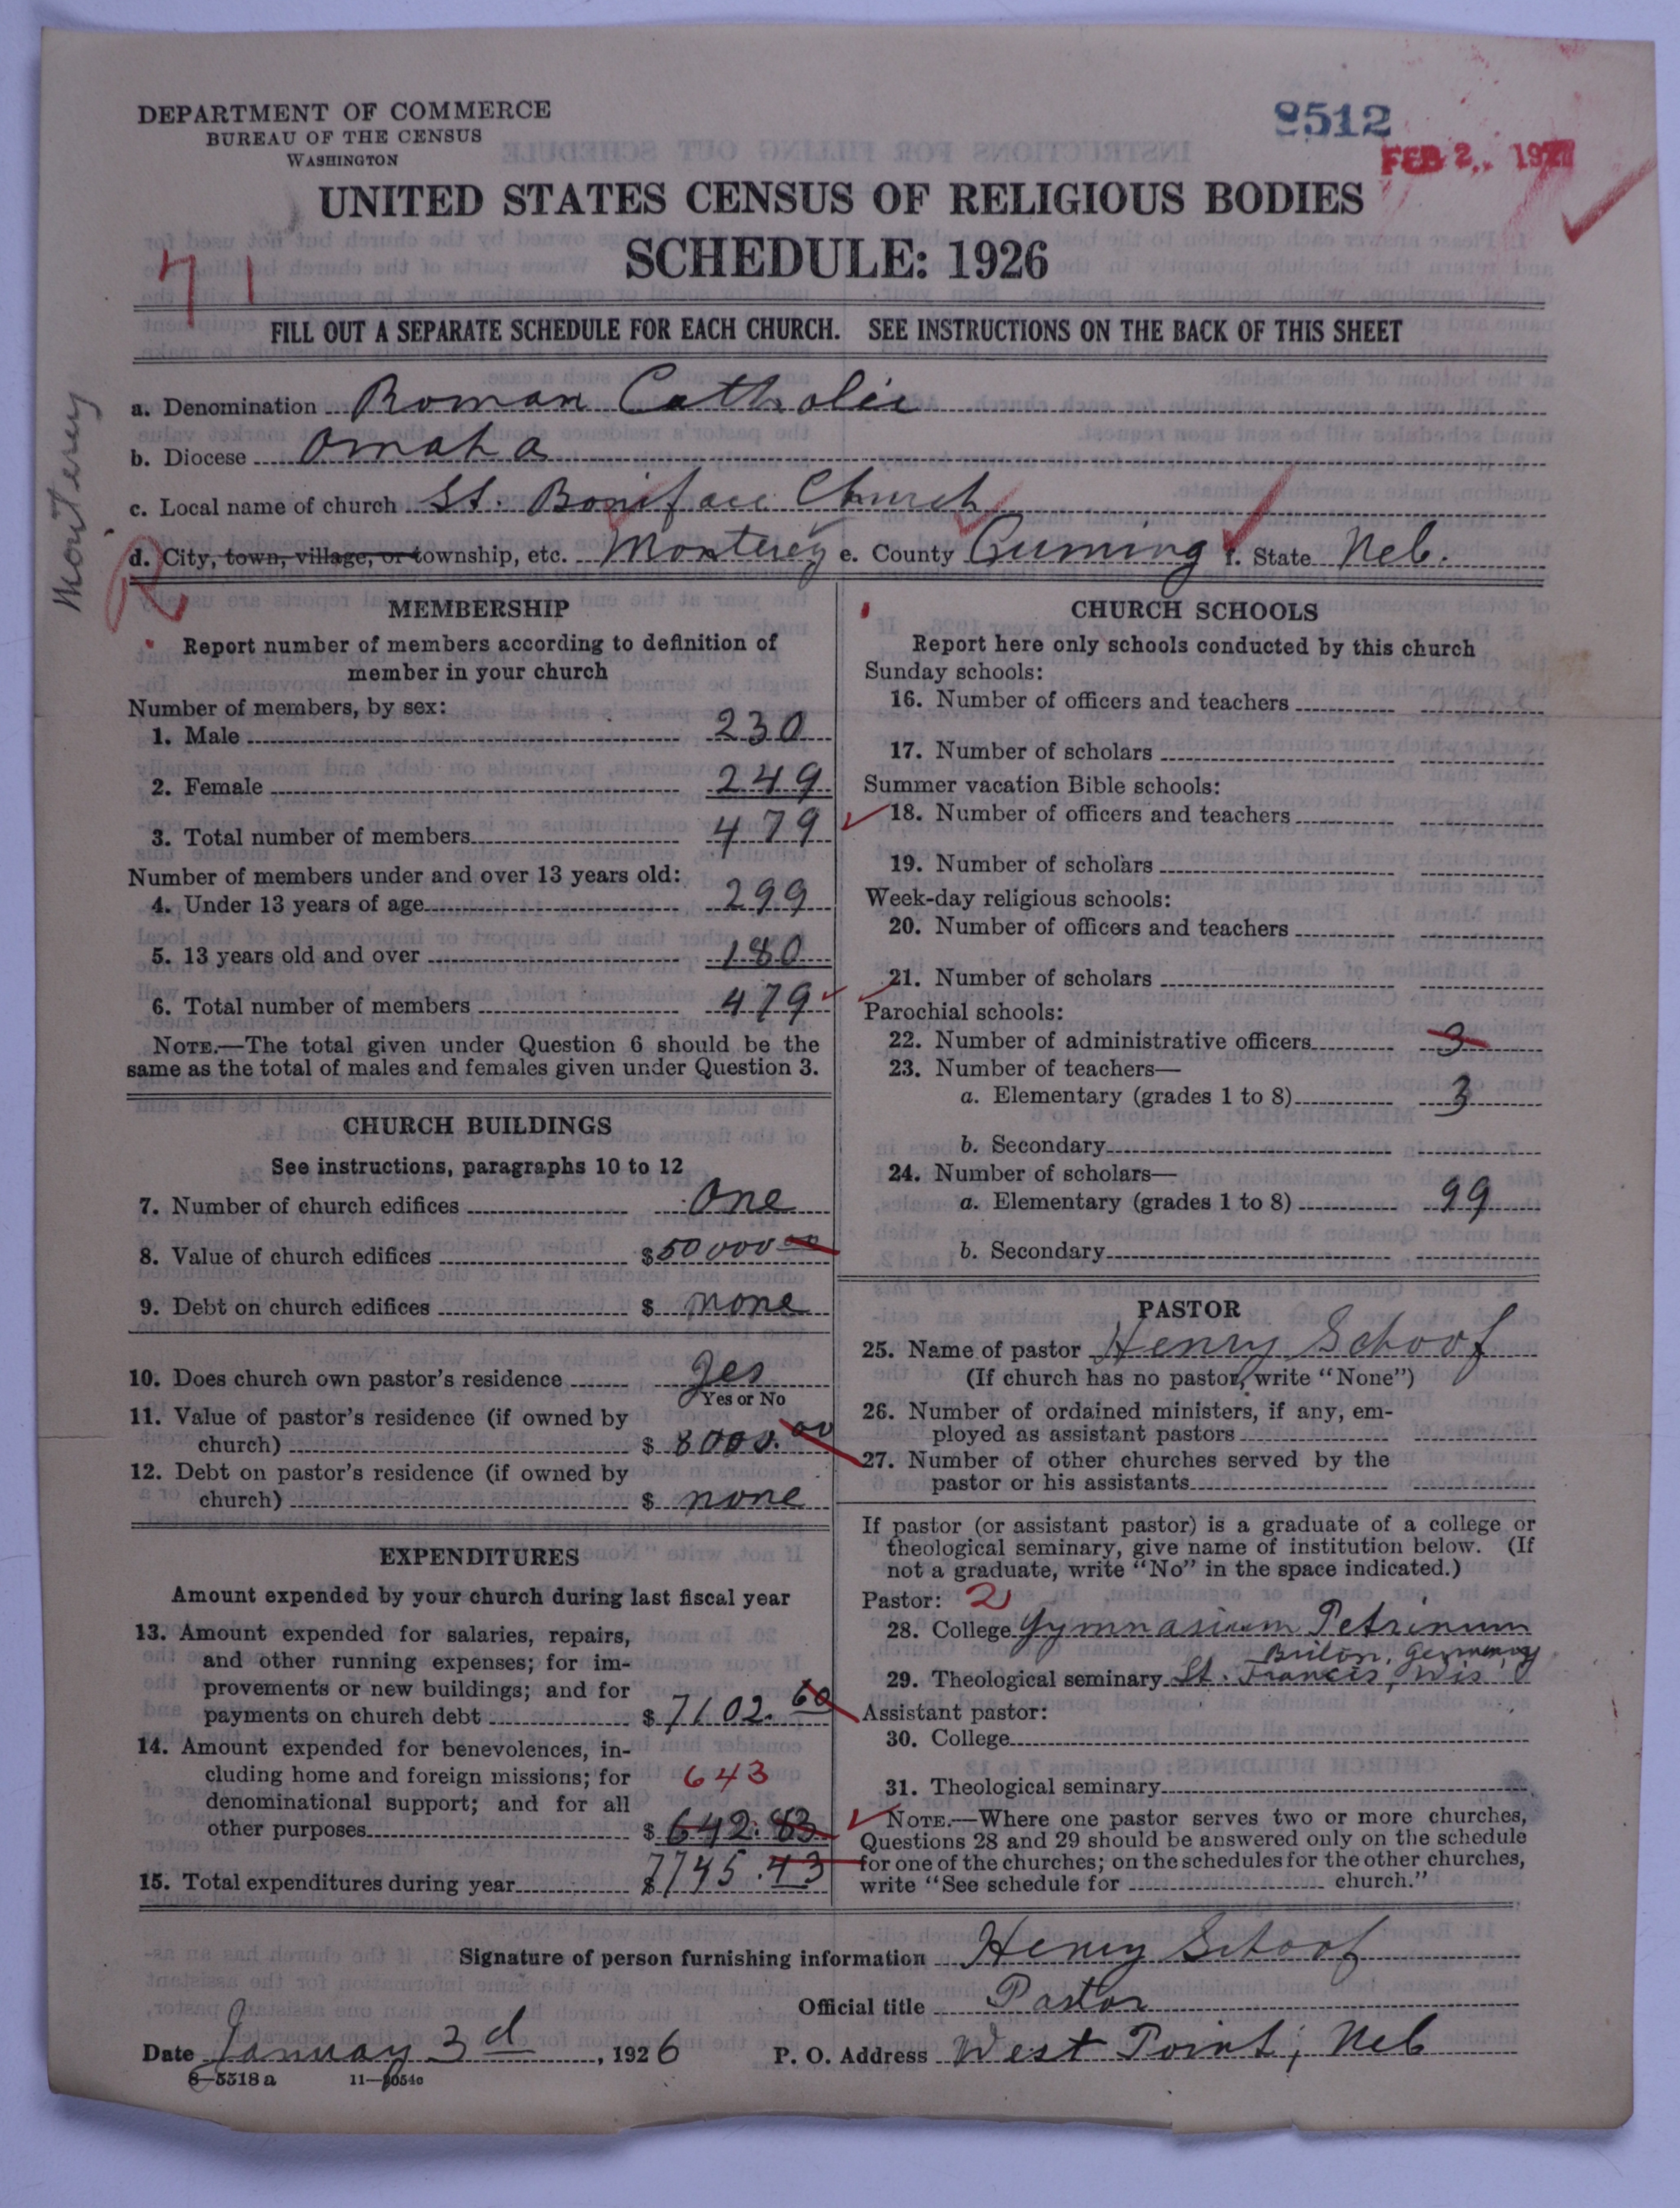 DEPARTMENT OF COMMERCE
BUREAU OF THE CENSUS
WASHINGTON
8512
FEB 2, 1927
UNITED STATES CENSUS OF RELIGIOUS BODIES
SCHEDULE: 1926
71
FILL OUT A SEPARATE SCHEDULE FOR EACH CHURCH. SEE INSTRUCTIONS ON THE BACK OF THIS SHEET
Monterey
a. Denomination Roman Catholic
b. Diocese Omaha
c. Local name of church St. Boniface Church
d. City, town, village, or township, etc. Monterey e. County Cuming f. State Neb.
MEMBERSHIP
Report number of members according to definition of
member in your church
Number of members, by sex:
1. Male 230
2. Female 249
3. Total number of members 479
Number of members under and over 13 years old:
4. Under 13 years of age 299
5. 13 years old and over 180
6. Total number of members 479
NOTE.—The total given under Question 6 should be the
same as the total of males and females given under Question 3.
CHURCH BUILDINGS
See instructions, paragraphs 10 to 12
7. Number of church edifices One
8. Value of church edifices $50000 00
9. Debt on church edifices $ none
10. Does church own pastor's residence yes
Yes or No
11. Value of pastor's residence (if owned by
church) $ 8000.00
12. Debt on pastor's residence (if owned by
church) $ none
EXPENDITURES
Amount expended by your church during last fiscal year
13. Amount expended for salaries, repairs,
and other running expenses; for im-
provements or new buildings; and for
payments on church debt $ 7102.60
14. Amount expended for benevolences, in-
cluding home and foreign missions; for 643
denominational support; and for all
other purposes $ 642.83
15. Total expenditures during year $ 7745.43
CHURCH SCHOOLS
Report here only schools conducted by this church
Sunday schools:
16. Number of officers and teachers
17. Number of scholars
Summer vacation Bible schools:
18. Number of officers and teachers
19. Number of scholars
Week-day religious schools:
20. Number of officers and teachers
21. Number of scholars
Parochial schools:
22. Number of administrative officers 3
23. Number of teachers—
a. Elementary (grades 1 to 8) 3
b. Secondary
24. Number of scholars—
a. Elementary (grades 1 to 8) 99
b. Secondary
PASTOR
25. Name of pastor Henry Schoof
(If church has no pastor, write "None")
26. Number of ordained ministers, if any, em-
ployed as assistant pastors
27. Number of other churches served by the
pastor or his assistants
If pastor (or assistant pastor) is a graduate of a college or
theological seminary, give name of institution below. (If
not a graduate, write "No" in the space indicated.)
Pastor: 2
28. College Gymnasium Petrinum
Brilon, Germany
29. Theological seminary St. Francis, Wis
Assistant pastor:
30. College
31. Theological seminary
NOTE.—Where one pastor serves two or more churches,
Questions 28 and 29 should be answered only on the schedule
for one of the churches; on the schedules for the other churches,
write "See schedule for church."
Signature of person furnishing information Henry Schoof
Official title Pastor
Date January 3d, 1926 P. O. Address West Point, Neb
8—5518a 11—9054c